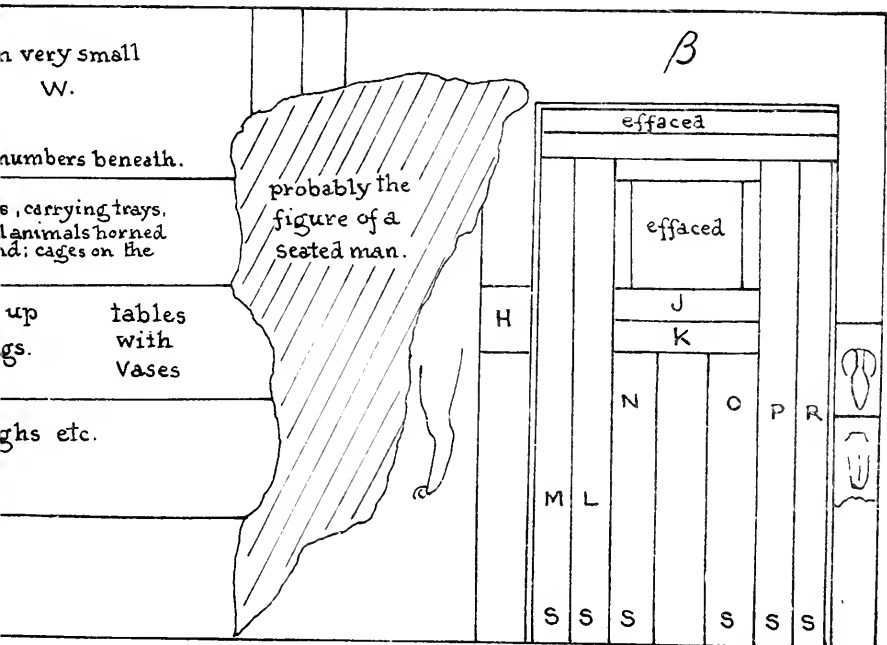 n very small
W.
numbers beneath.
s, carrying trays,
l animals horned
nd; cages on the
up tables
gs. with
Vases
ghs etc.
probably the
figure of a
seated man.
β
effaced
effaced
H
J
K
N O P R
M L
S S S S S S